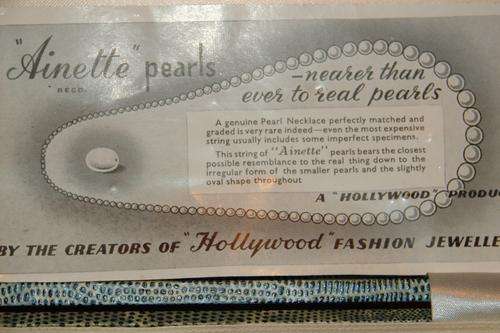 "Ainette" pearls
REGD.
—nearer than
ever to real pearls
A genuine Pearl Necklace perfectly matched and
graded is very rare indeed—even the most expensive
string usually includes some imperfect specimens.
This string of "Ainette" pearls bears the closest
possible resemblance to the real thing down to the
irregular form of the smaller pearls and the slightly
oval shape throughout
A "HOLLYWOOD" PRODU
BY THE CREATORS OF "Hollywood" FASHION JEWELLE